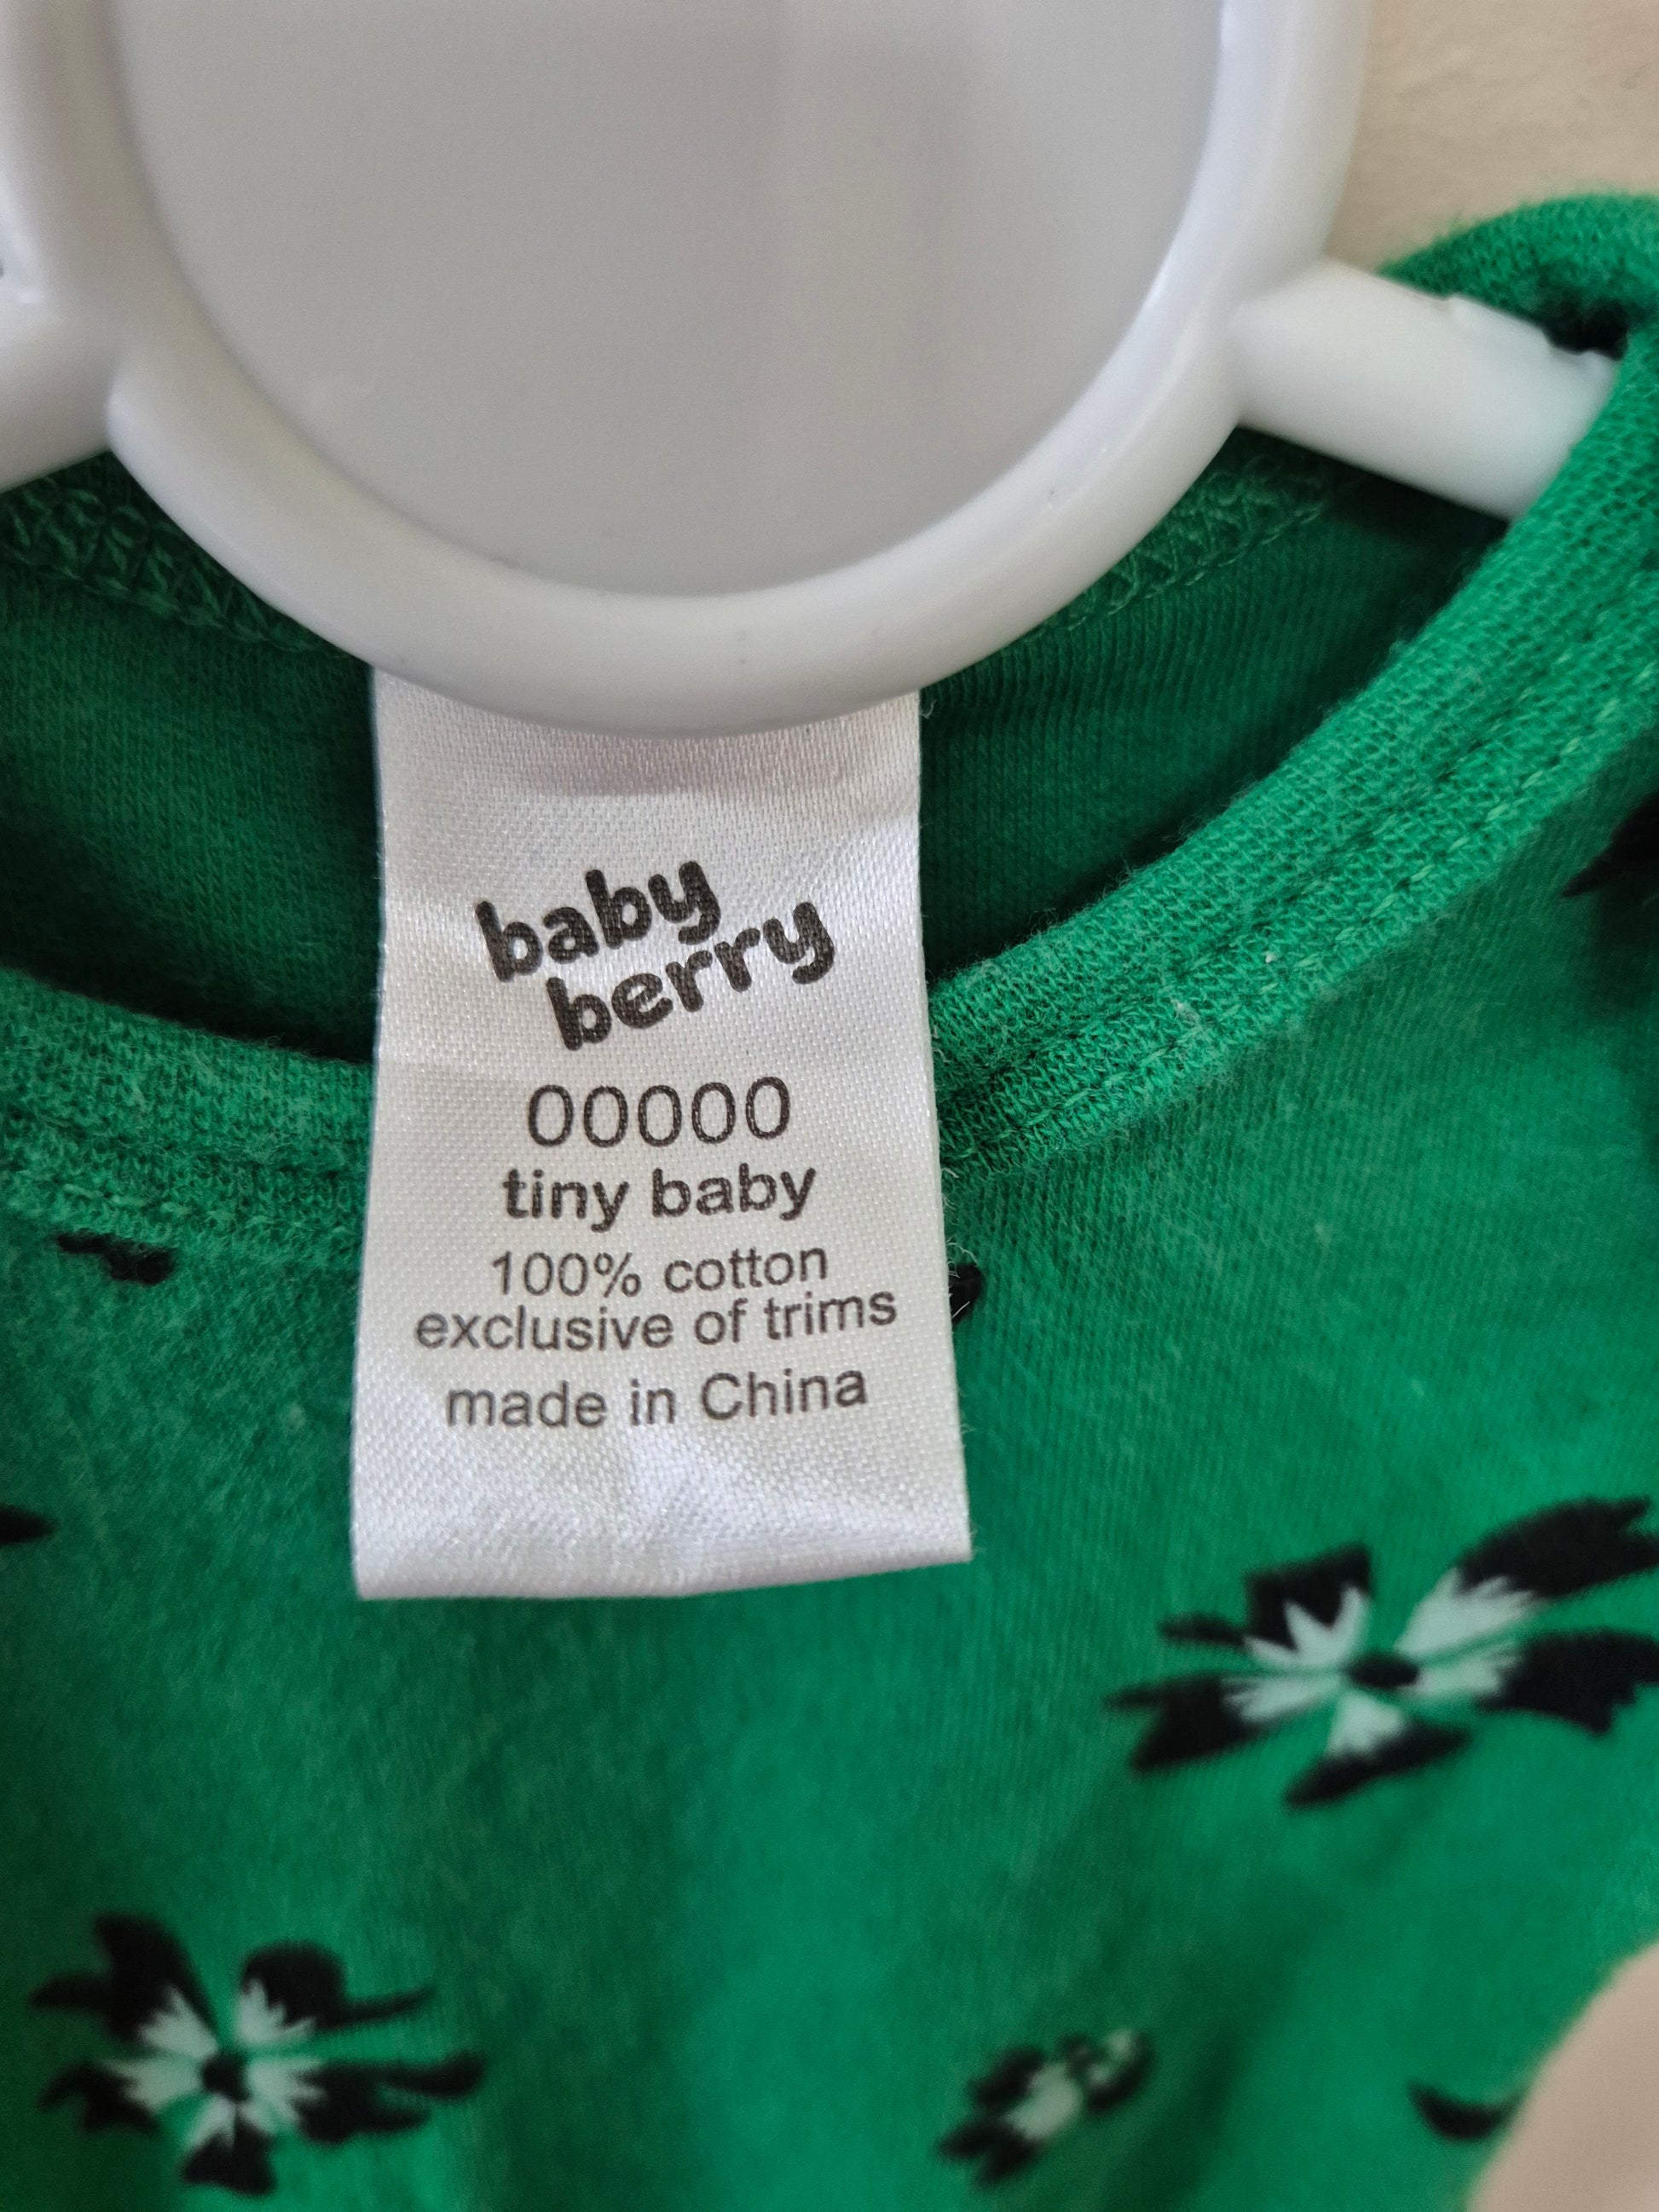 baby
berry
00000
tiny baby
100% cotton
exclusive of trims
made in China